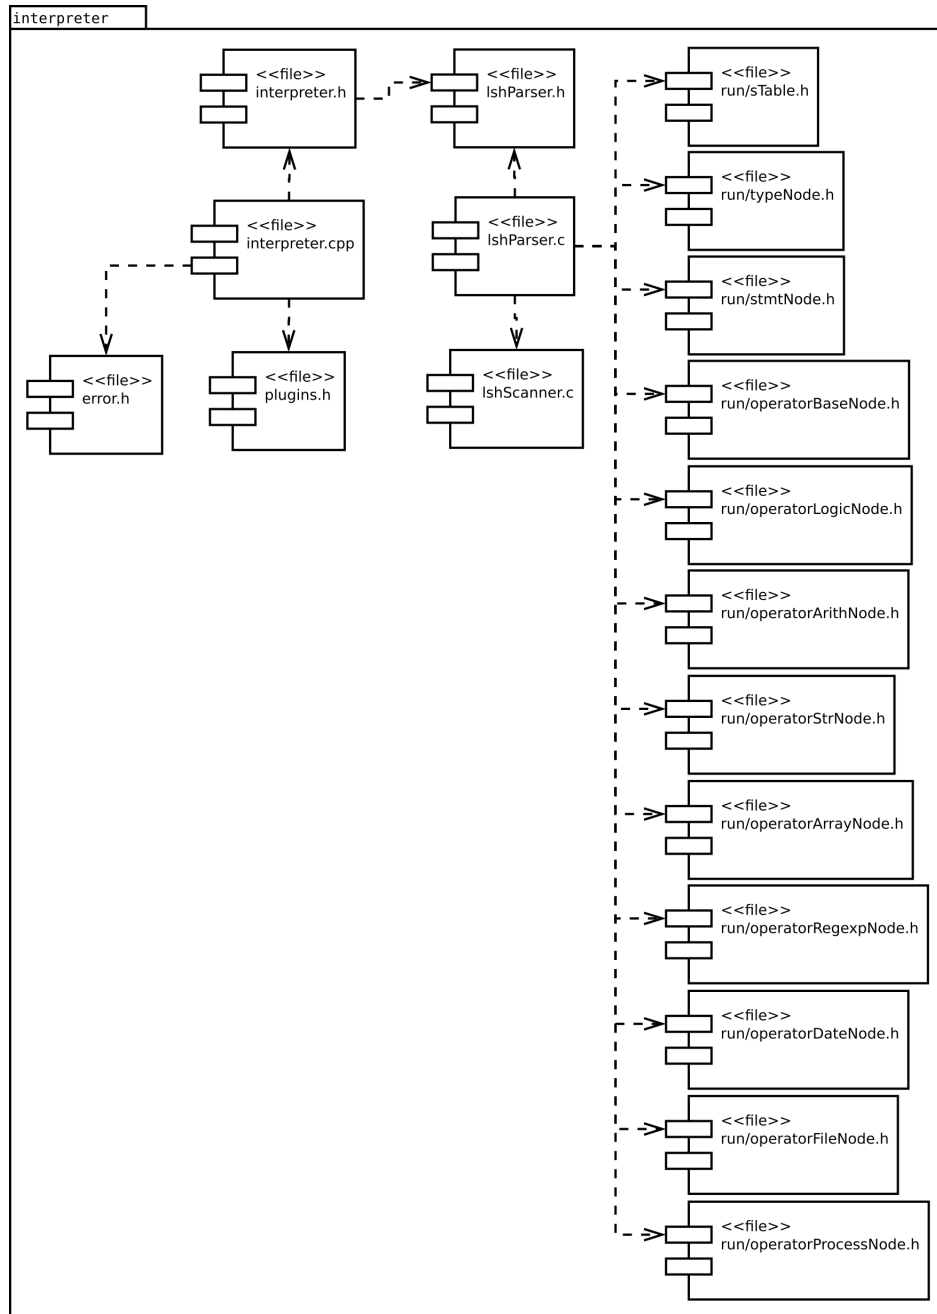 interpreter
<<file>>
interpreter.h
<<file>>
lshParser.h
<<file>>
run/sTable.h
<<file>>
run/typeNode.h
<<file>>
interpreter.cpp
<<file>>
lshParser.c
<<file>>
run/stmtNode.h
<<file>>
error.h
<<file>>
plugins.h
<<file>>
lshScanner.c
<<file>>
run/operatorBaseNode.h
<<file>>
run/operatorLogicNode.h
<<file>>
run/operatorArithNode.h
<<file>>
run/operatorStrNode.h
<<file>>
run/operatorArrayNode.h
<<file>>
run/operatorRegexpNode.h
<<file>>
run/operatorDateNode.h
<<file>>
run/operatorFileNode.h
<<file>>
run/operatorProcessNode.h